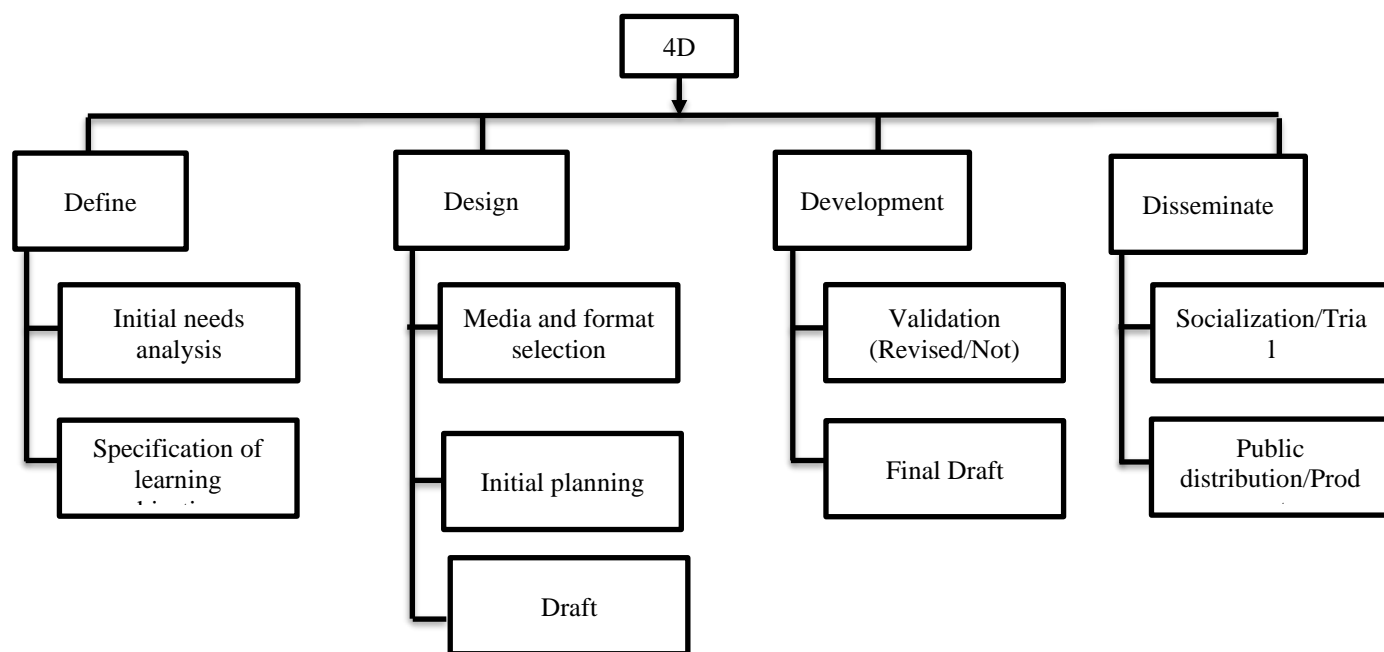 4D
Define
Design
Development
Disseminate
Initial needs
analysis
Media and format
selection
Validation
(Revised/Not)
Socialization/Tria
l
Specification of
learning
Initial planning
Final Draft
Public
distribution/Prod
Draft